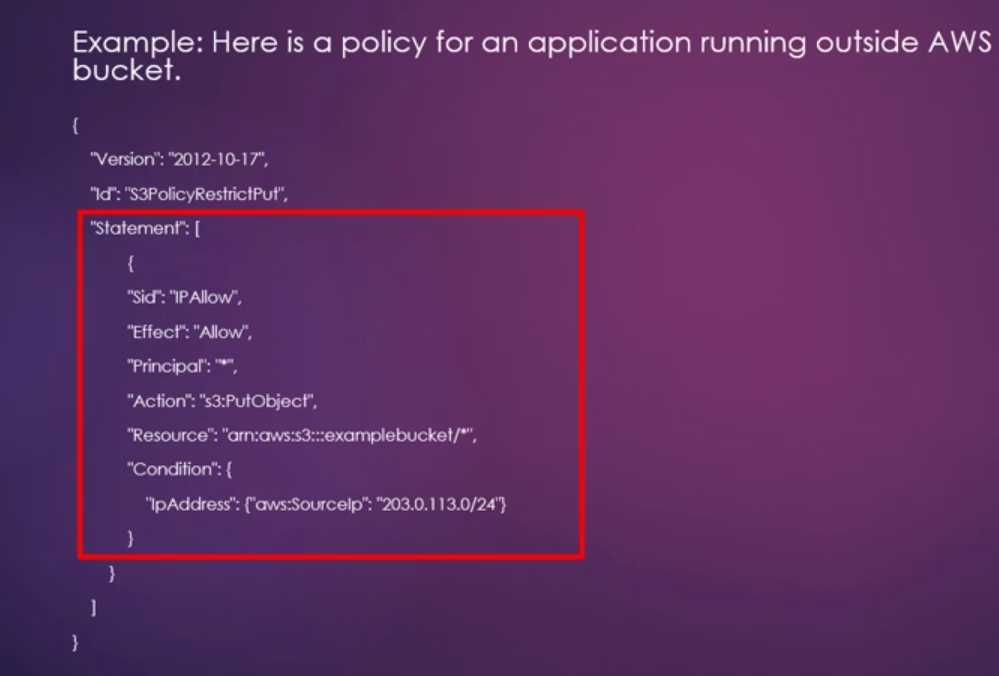 Example: Here is a policy for an application running outside AWS
bucket.
{
"Version": "2012-10-17",
"Id": "S3PolicyRestrictPut",
"Statement": [
{
"Sid": "IPAllow",
"Effect": "Allow",
"Principal": "*",
"Action": "s3:PutObject",
"Resource": "arn:aws:s3:::examplebucket/*",
"Condition": {
"IpAddress": {"aws:SourceIp": "203.0.113.0/24"}
}
}
]
}